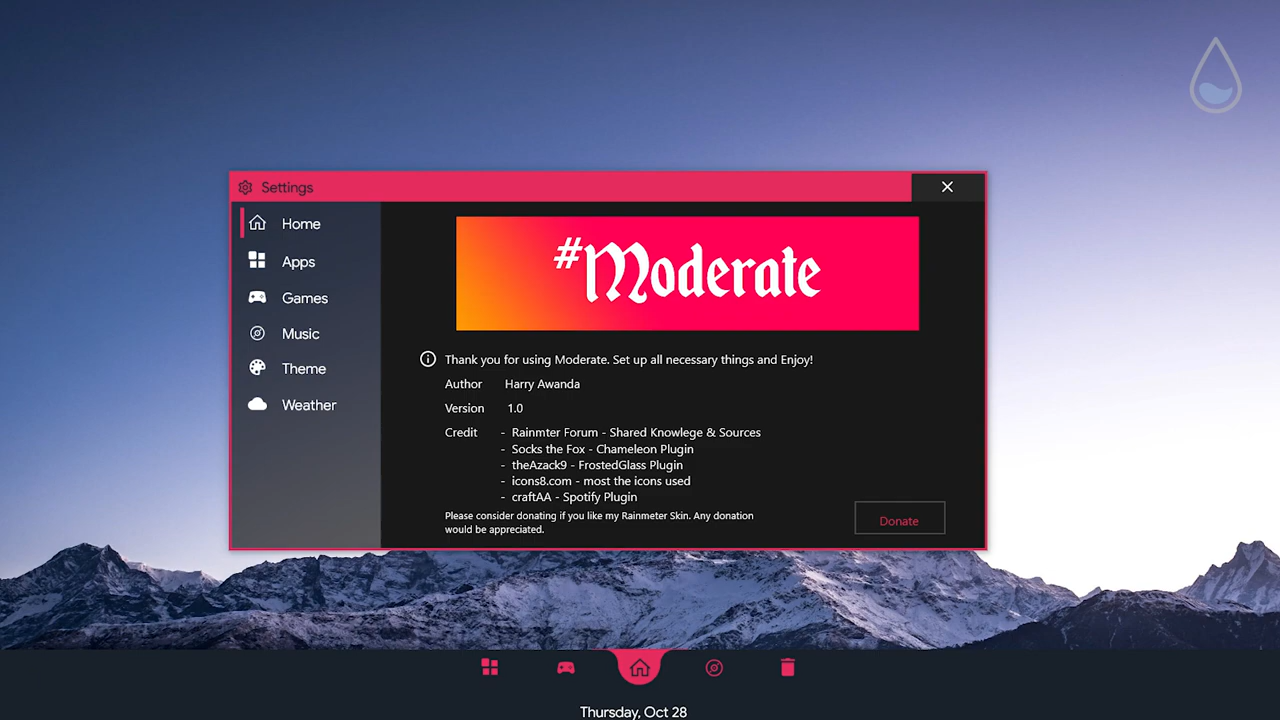 Settings
Home
Apps
Games
Music
Theme
Weather
#Moderate
Thank you for using Moderate. Set up all necessary things and Enjoy!
Author Harry Awanda
Version 1.0
Credit - Rainmter Forum - Shared Knowlege & Sources
- Socks the Fox - Chameleon Plugin
- theAzack9 - FrostedGlass Plugin
- icons8.com - most the icons used
- craftAA - Spotify Plugin
Please consider donating if you like my Rainmeter Skin. Any donation
would be appreciated.
Donate
Thursday, Oct 28